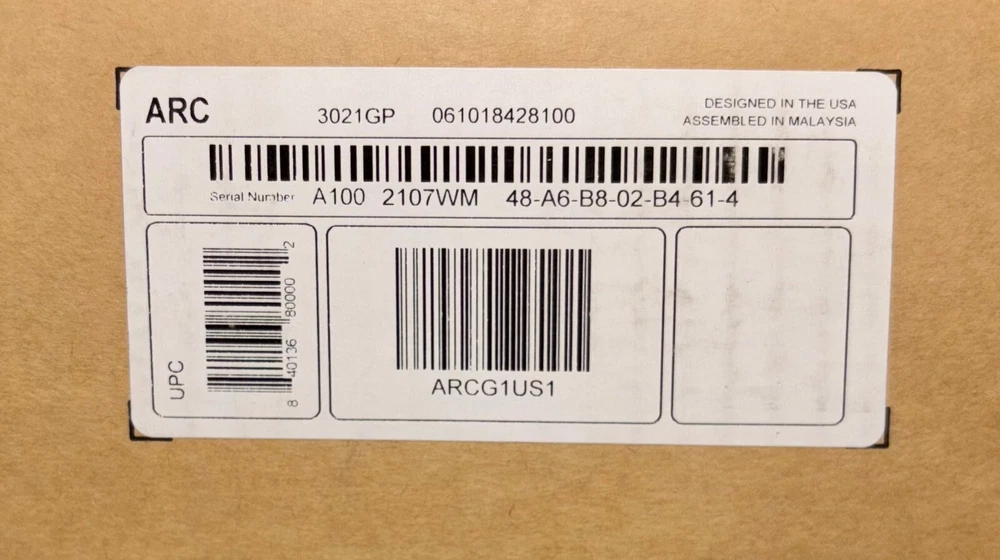 ARC 3021GP 061018428100 DESIGNED IN THE USA
ASSEMBLED IN MALAYSIA
Serial Number A100 2107WM 48-A6-B8-02-B4-61-4
UPC 8 40136 80000 2
ARCG1US1